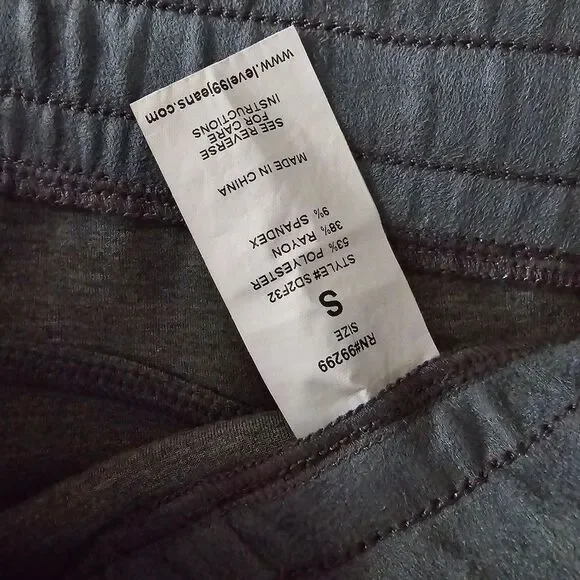 RN#99299
SIZE
S
STYLE# SD2F32
53% POLYESTER
38% RAYON
9% SPANDEX
MADE IN CHINA
SEE REVERSE
FOR CARE
INSTRUCTIONS
www.level99jeans.com